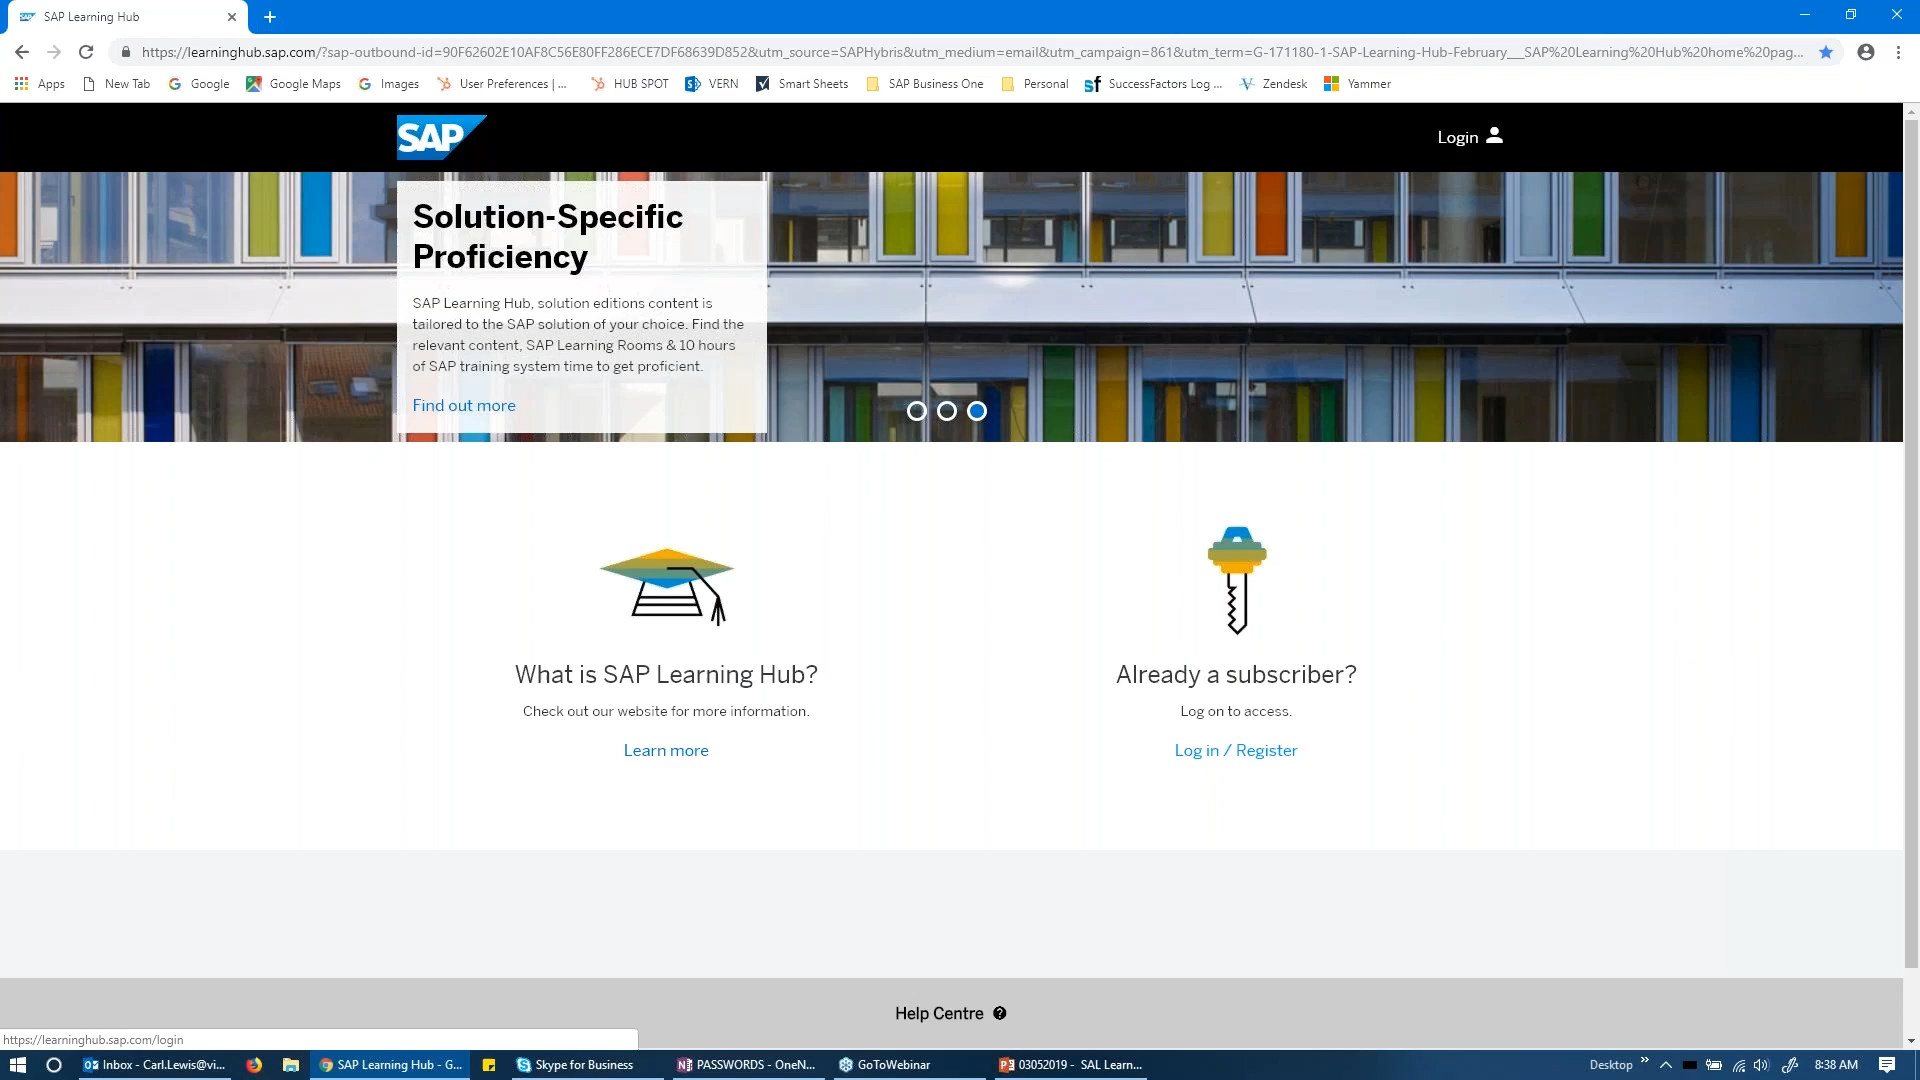 SAP Learning Hub
https://learninghub.sap.com/?sap-outbound-id=90F62602E10AF8C56E80FF286ECE7DF68639D852&utm_source=SAPHybris&utm_medium=email&utm_campaign=861&utm_term=G-171180-1-SAP-Learning-Hub-February___SAP%20Learning%20Hub%20home%20pag...
Apps New Tab Google Google Maps Images User Preferences | ... HUB SPOT VERN Smart Sheets SAP Business One Personal SuccessFactors Log ... Zendesk Yammer
SAP
Login
Solution-Specific
Proficiency
SAP Learning Hub, solution editions content is
tailored to the SAP solution of your choice. Find the
relevant content, SAP Learning Rooms & 10 hours
of SAP training system time to get proficient.
Find out more
What is SAP Learning Hub?
Check out our website for more information.
Learn more
Already a subscriber?
Log on to access.
Log in / Register
Help Centre
https://learninghub.sap.com/login
Inbox - Carl.Lewis@vi... SAP Learning Hub - G... Skype for Business PASSWORDS - OneN... GoToWebinar 03052019 - SAL Learn... Desktop 8:38 AM